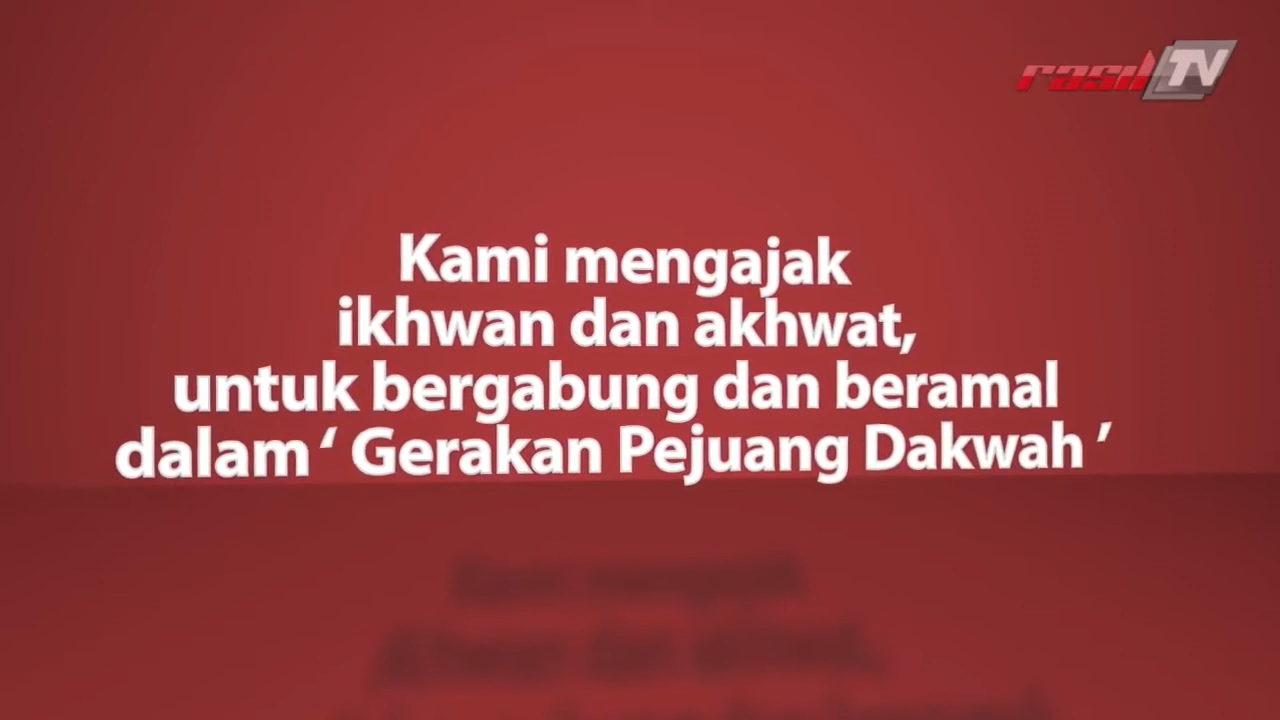 rasil TV
Kami mengajak
ikhwan dan akhwat,
untuk bergabung dan beramal
dalam ‘ Gerakan Pejuang Dakwah ’